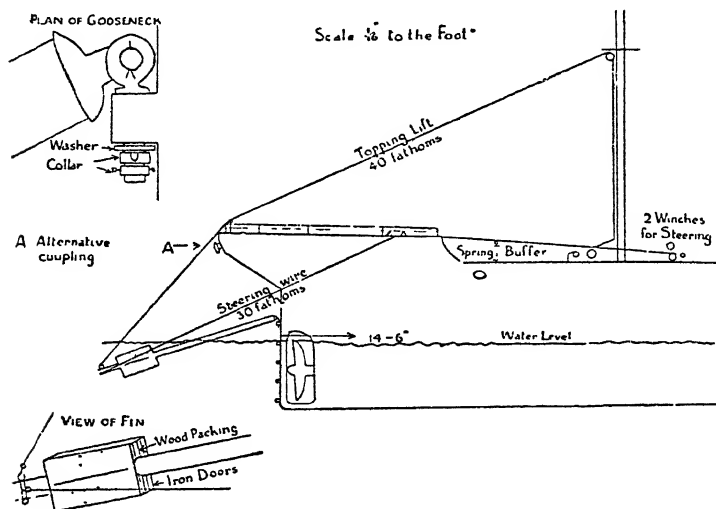 PLAN OF GOOSENECK
Scale 1/16" to the Foot"
Washer
Collar
Topping Lift
40 fathoms
2 Winches
for Steering
A Alternative
coupling
A
Spring Buffer
Steering wire
30 fathoms
14-6"
Water Level
VIEW OF FIN
Wood Packing
Iron Doors